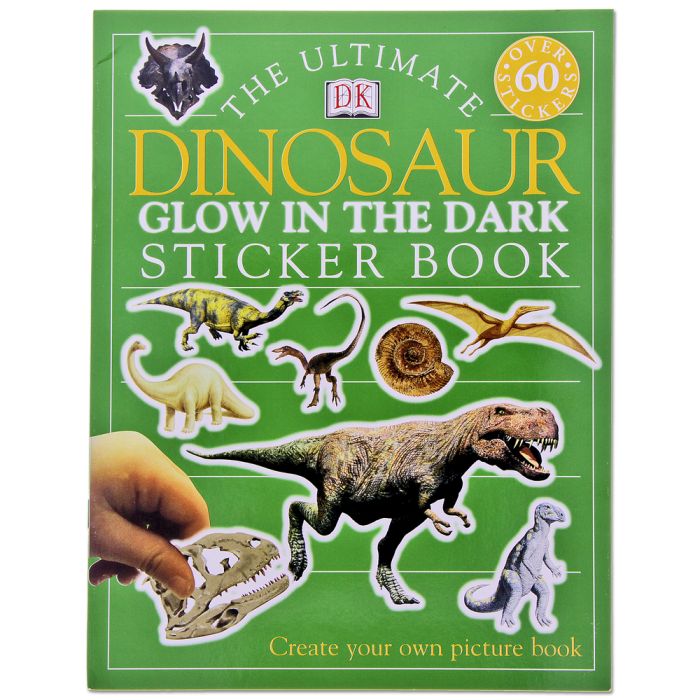 THE ULTIMATE
OVER 60 STICKERS
DK
DINOSAUR
GLOW IN THE DARK
STICKER BOOK
Create your own picture book